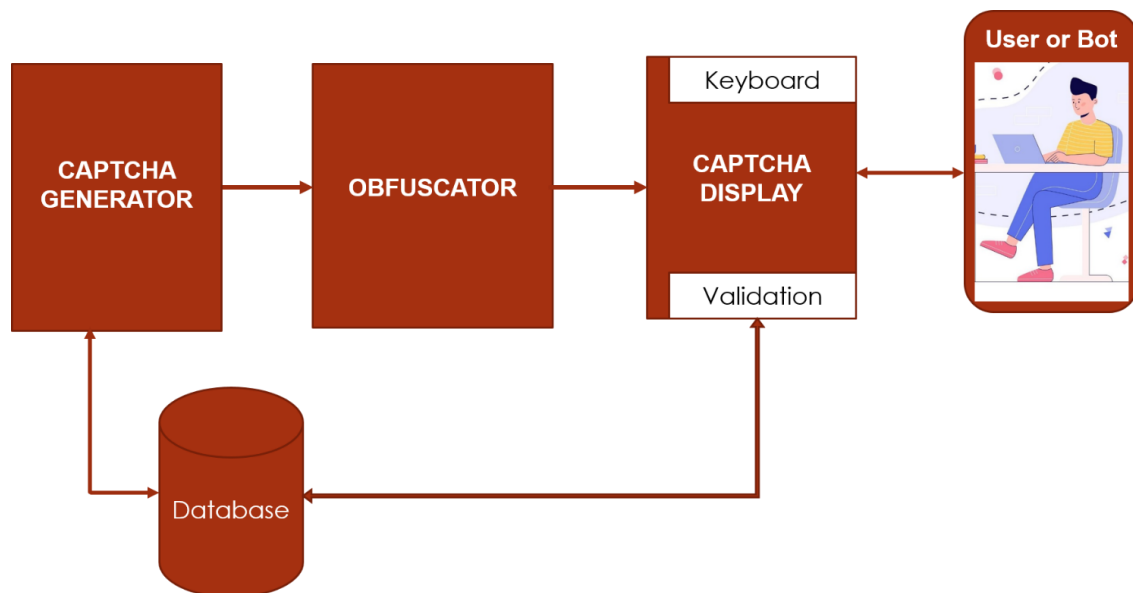 CAPTCHA
GENERATOR
OBFUSCATOR
Keyboard
CAPTCHA
DISPLAY
Validation
User or Bot
Database